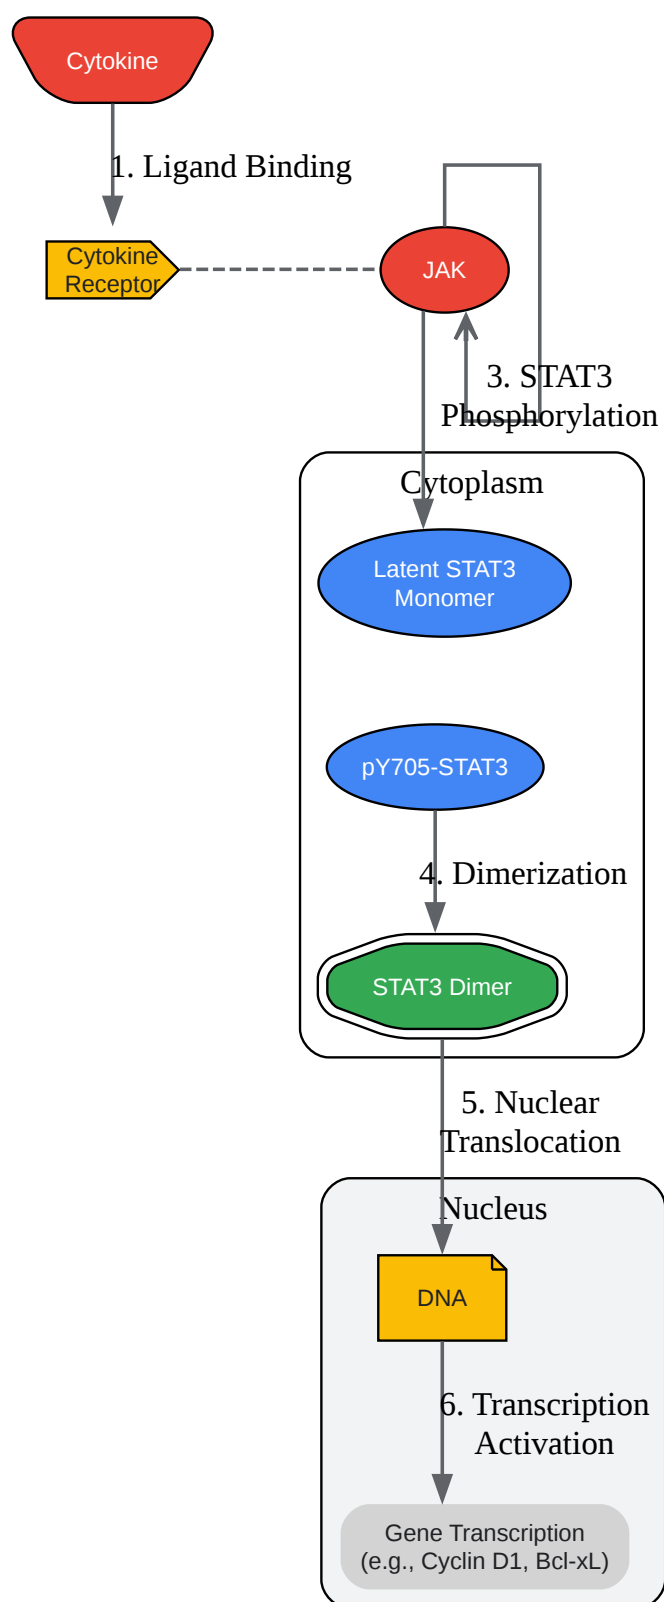 Cytokine
1. Ligand Binding
Cytokine
Receptor
JAK
3. STAT3
Phosphorylation
Cytoplasm
Latent STAT3
Monomer
pY705-STAT3
4. Dimerization
STAT3 Dimer
5. Nuclear
Translocation
Nucleus
DNA
6. Transcription
Activation
Gene Transcription
(e.g., Cyclin D1, Bcl-xL)